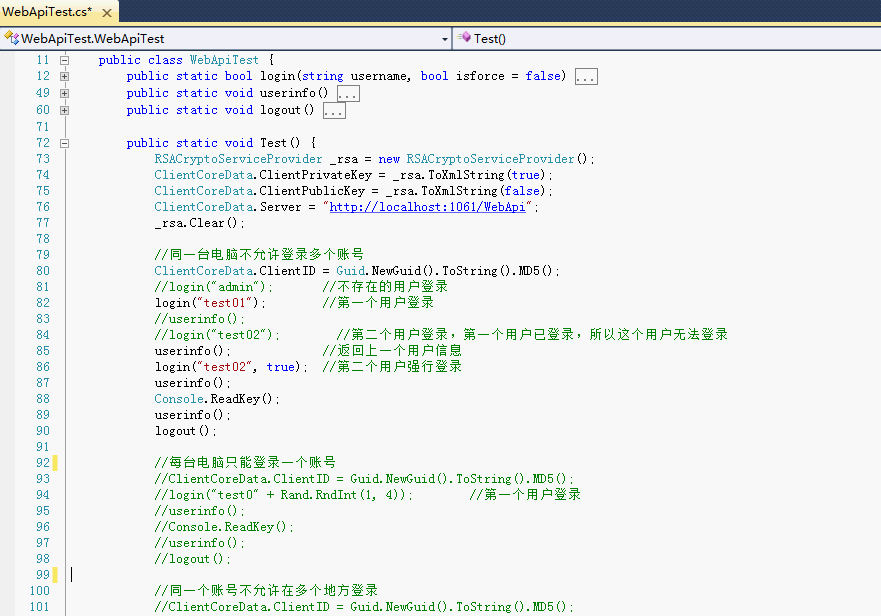 WebApiTest.cs*
WebApiTest.WebApiTest
Test()
11 public class WebApiTest {
12 public static bool login(string username, bool isforce = false) ...
49 public static void userinfo() ...
60 public static void logout() ...
71
72 public static void Test() {
73 RSACryptoServiceProvider _rsa = new RSACryptoServiceProvider();
74 ClientCoreData.ClientPrivateKey = _rsa.ToXmlString(true);
75 ClientCoreData.ClientPublicKey = _rsa.ToXmlString(false);
76 ClientCoreData.Server = "http://localhost:1061/WebApi";
77 _rsa.Clear();
78
79 //同一台电脑不允许登录多个账号
80 ClientCoreData.ClientID = Guid.NewGuid().ToString().MD5();
81 //login("admin"); //不存在的用户登录
82 login("test01"); //第一个用户登录
83 //userinfo();
84 //login("test02"); //第二个用户登录，第一个用户已登录，所以这个用户无法登录
85 userinfo(); //返回上一个用户信息
86 login("test02", true); //第二个用户强行登录
87 userinfo();
88 Console.ReadKey();
89 userinfo();
90 logout();
91
92 //每台电脑只能登录一个账号
93 //ClientCoreData.ClientID = Guid.NewGuid().ToString().MD5();
94 //login("test0" + Rand.RndInt(1, 4)); //第一个用户登录
95 //userinfo();
96 //Console.ReadKey();
97 //userinfo();
98 //logout();
99
100 //同一个账号不允许在多个地方登录
101 //ClientCoreData.ClientID = Guid.NewGuid().ToString().MD5();